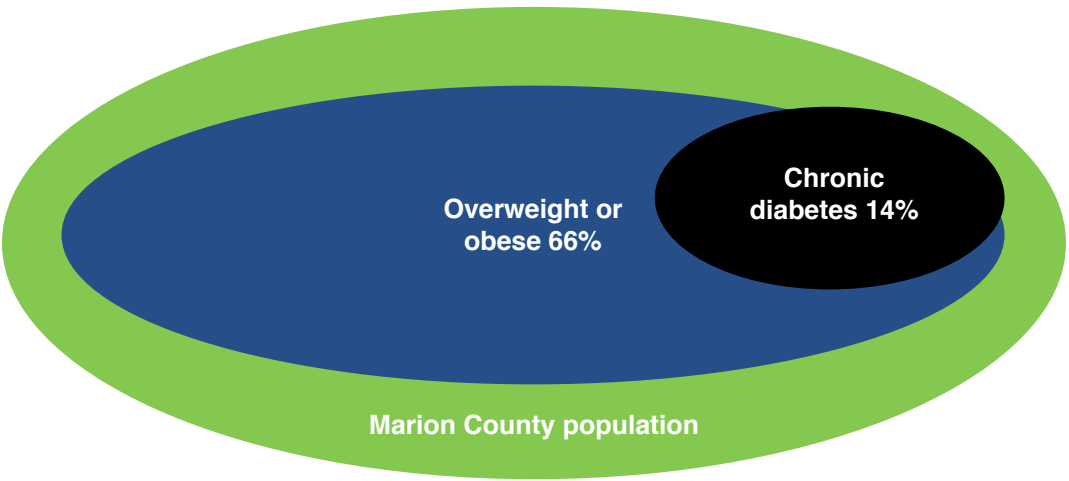 Chronic
diabetes 14%
Overweight or
obese 66%
Marion County population